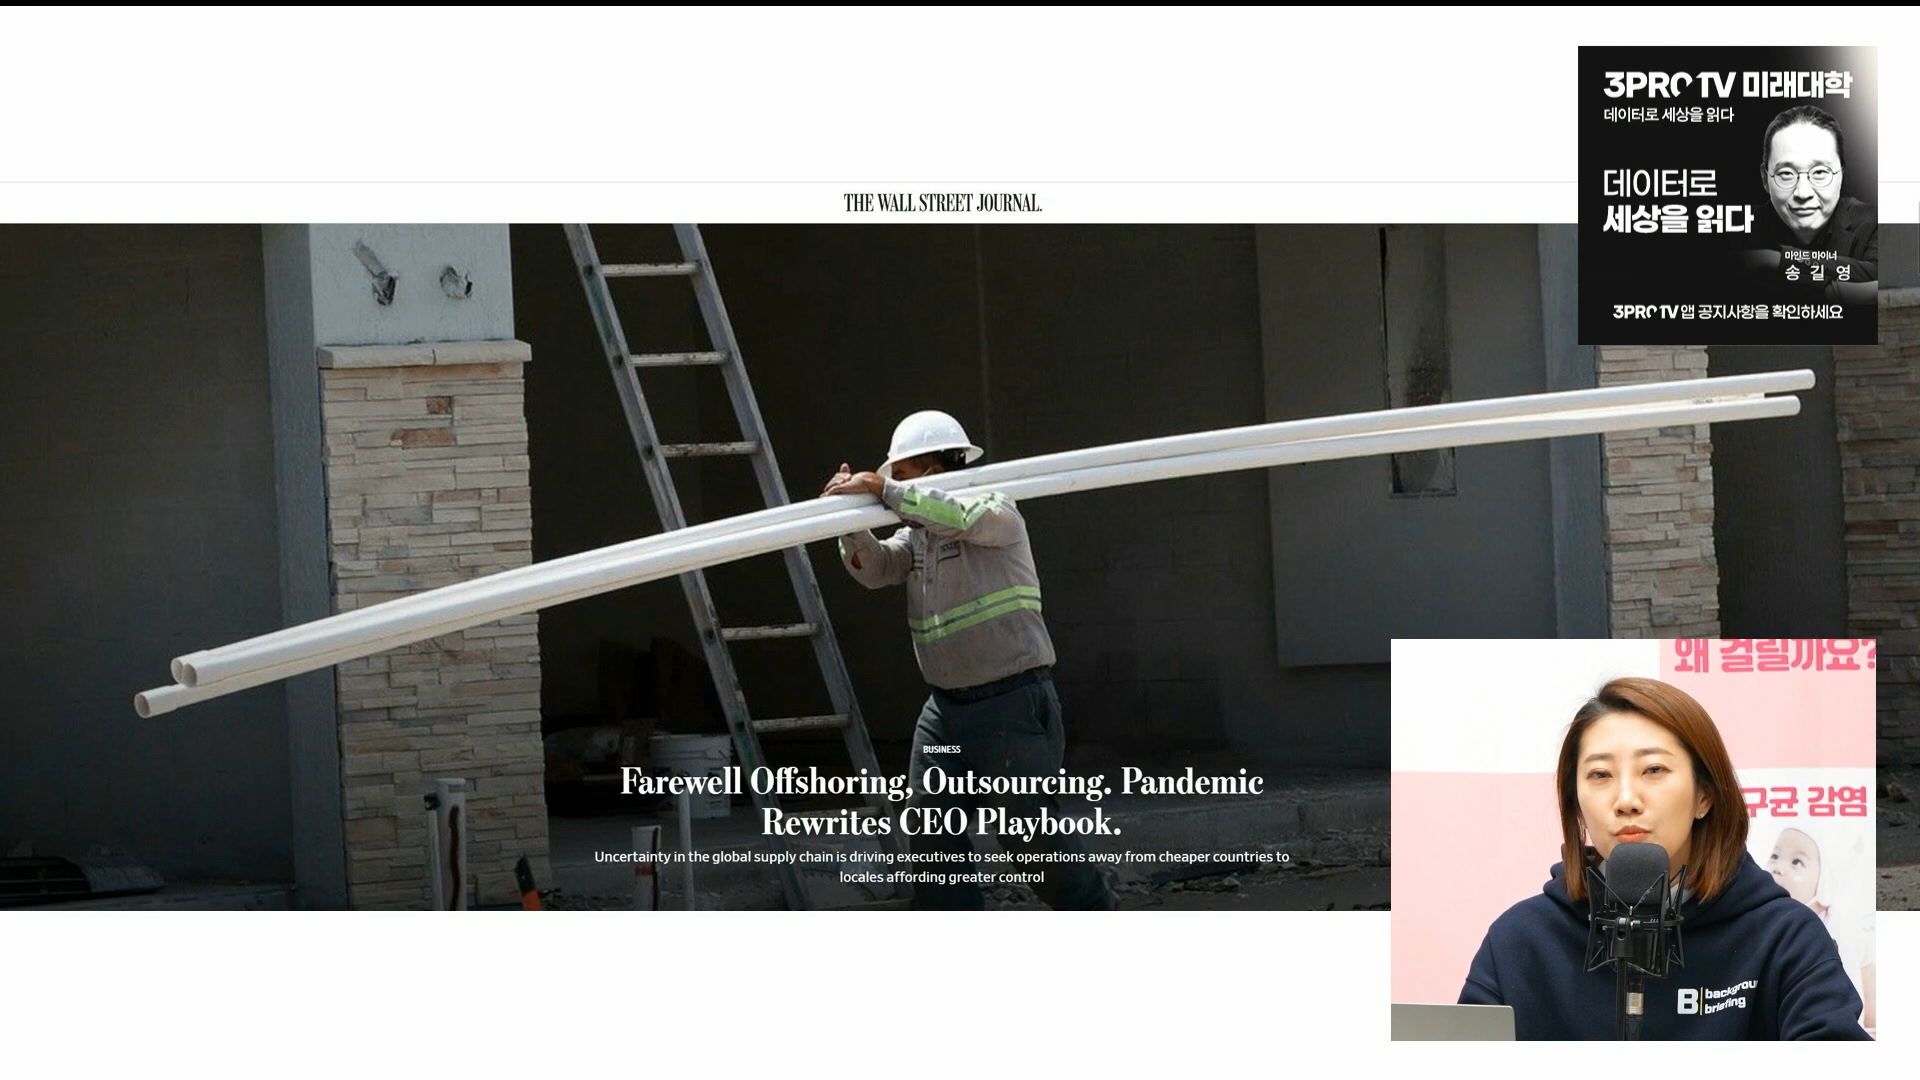 3PRO TV 미래대학
데이터로 세상을 읽다
데이터로
세상을 읽다
마인드 마이너
송 길 영
3PRO TV 앱 공지사항을 확인하세요
THE WALL STREET JOURNAL.
BUSINESS
Farewell Offshoring, Outsourcing. Pandemic
Rewrites CEO Playbook.
Uncertainty in the global supply chain is driving executives to seek operations away from cheaper countries to
locales affording greater control
왜 걸릴까요?
구균 감염
B backgrou
briefing